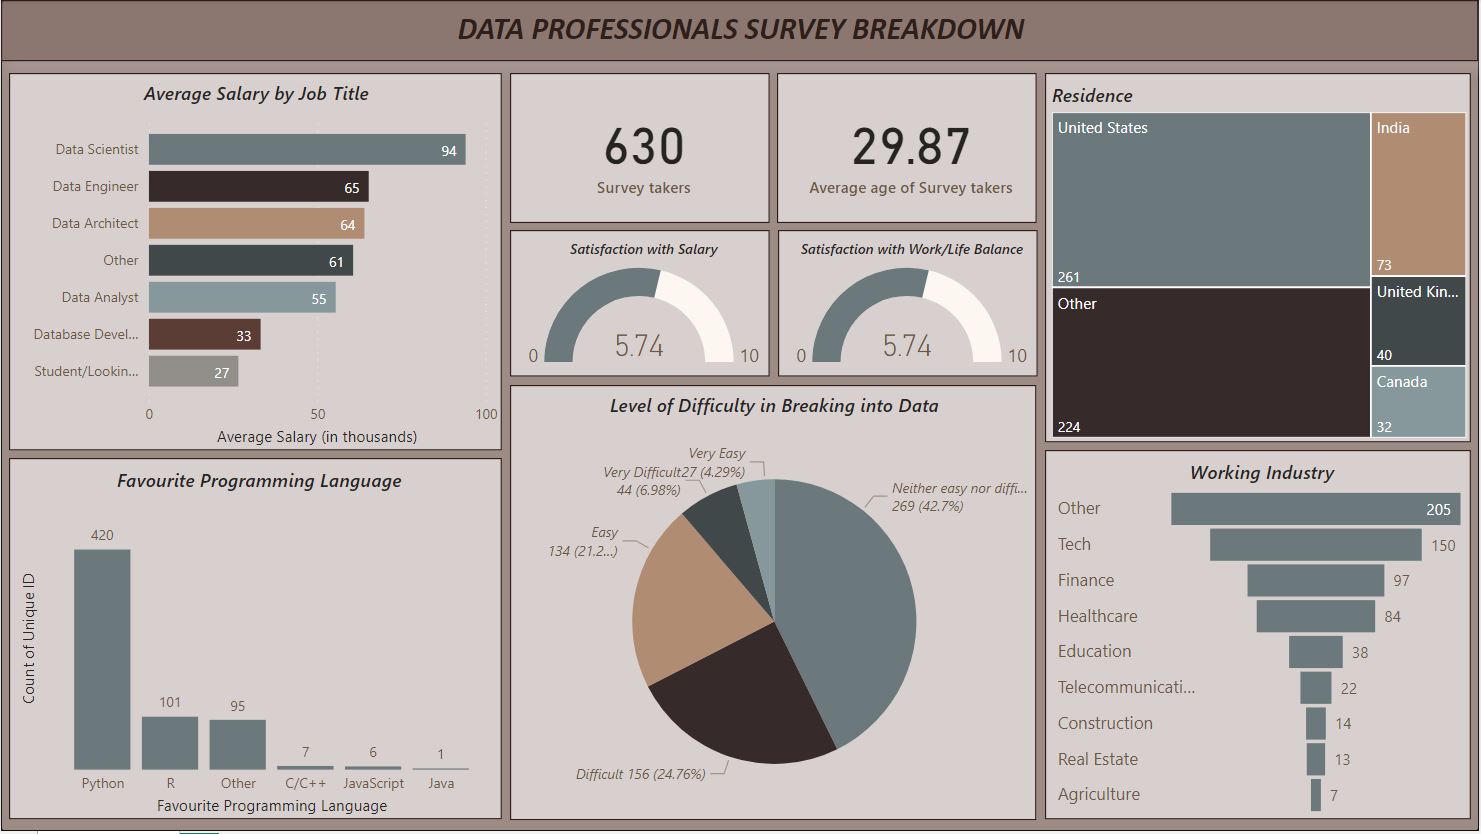 DATA PROFESSIONALS SURVEY BREAKDOWN
Average Salary by Job Title
Data Scientist 94
Data Engineer 65
Data Architect 64
Other 61
Data Analyst 55
Database Devel... 33
Student/Lookin... 27
0 50 100
Average Salary (in thousands)
630
Survey takers
29.87
Average age of Survey takers
Satisfaction with Salary
0 5.74 10
Satisfaction with Work/Life Balance
0 5.74 10
Residence
United States
261
Other
224
India
73
United Kin...
40
Canada
32
Favourite Programming Language
Count of Unique ID
420
101
95
7
6
1
Python R Other C/C++ JavaScript Java
Favourite Programming Language
Level of Difficulty in Breaking into Data
Very Easy
27 (4.29%)
Very Difficult
44 (6.98%)
Neither easy nor diffi...
269 (42.7%)
Easy
134 (21.2...)
Difficult 156 (24.76%)
Working Industry
Other 205
Tech 150
Finance 97
Healthcare 84
Education 38
Telecommunicati... 22
Construction 14
Real Estate 13
Agriculture 7